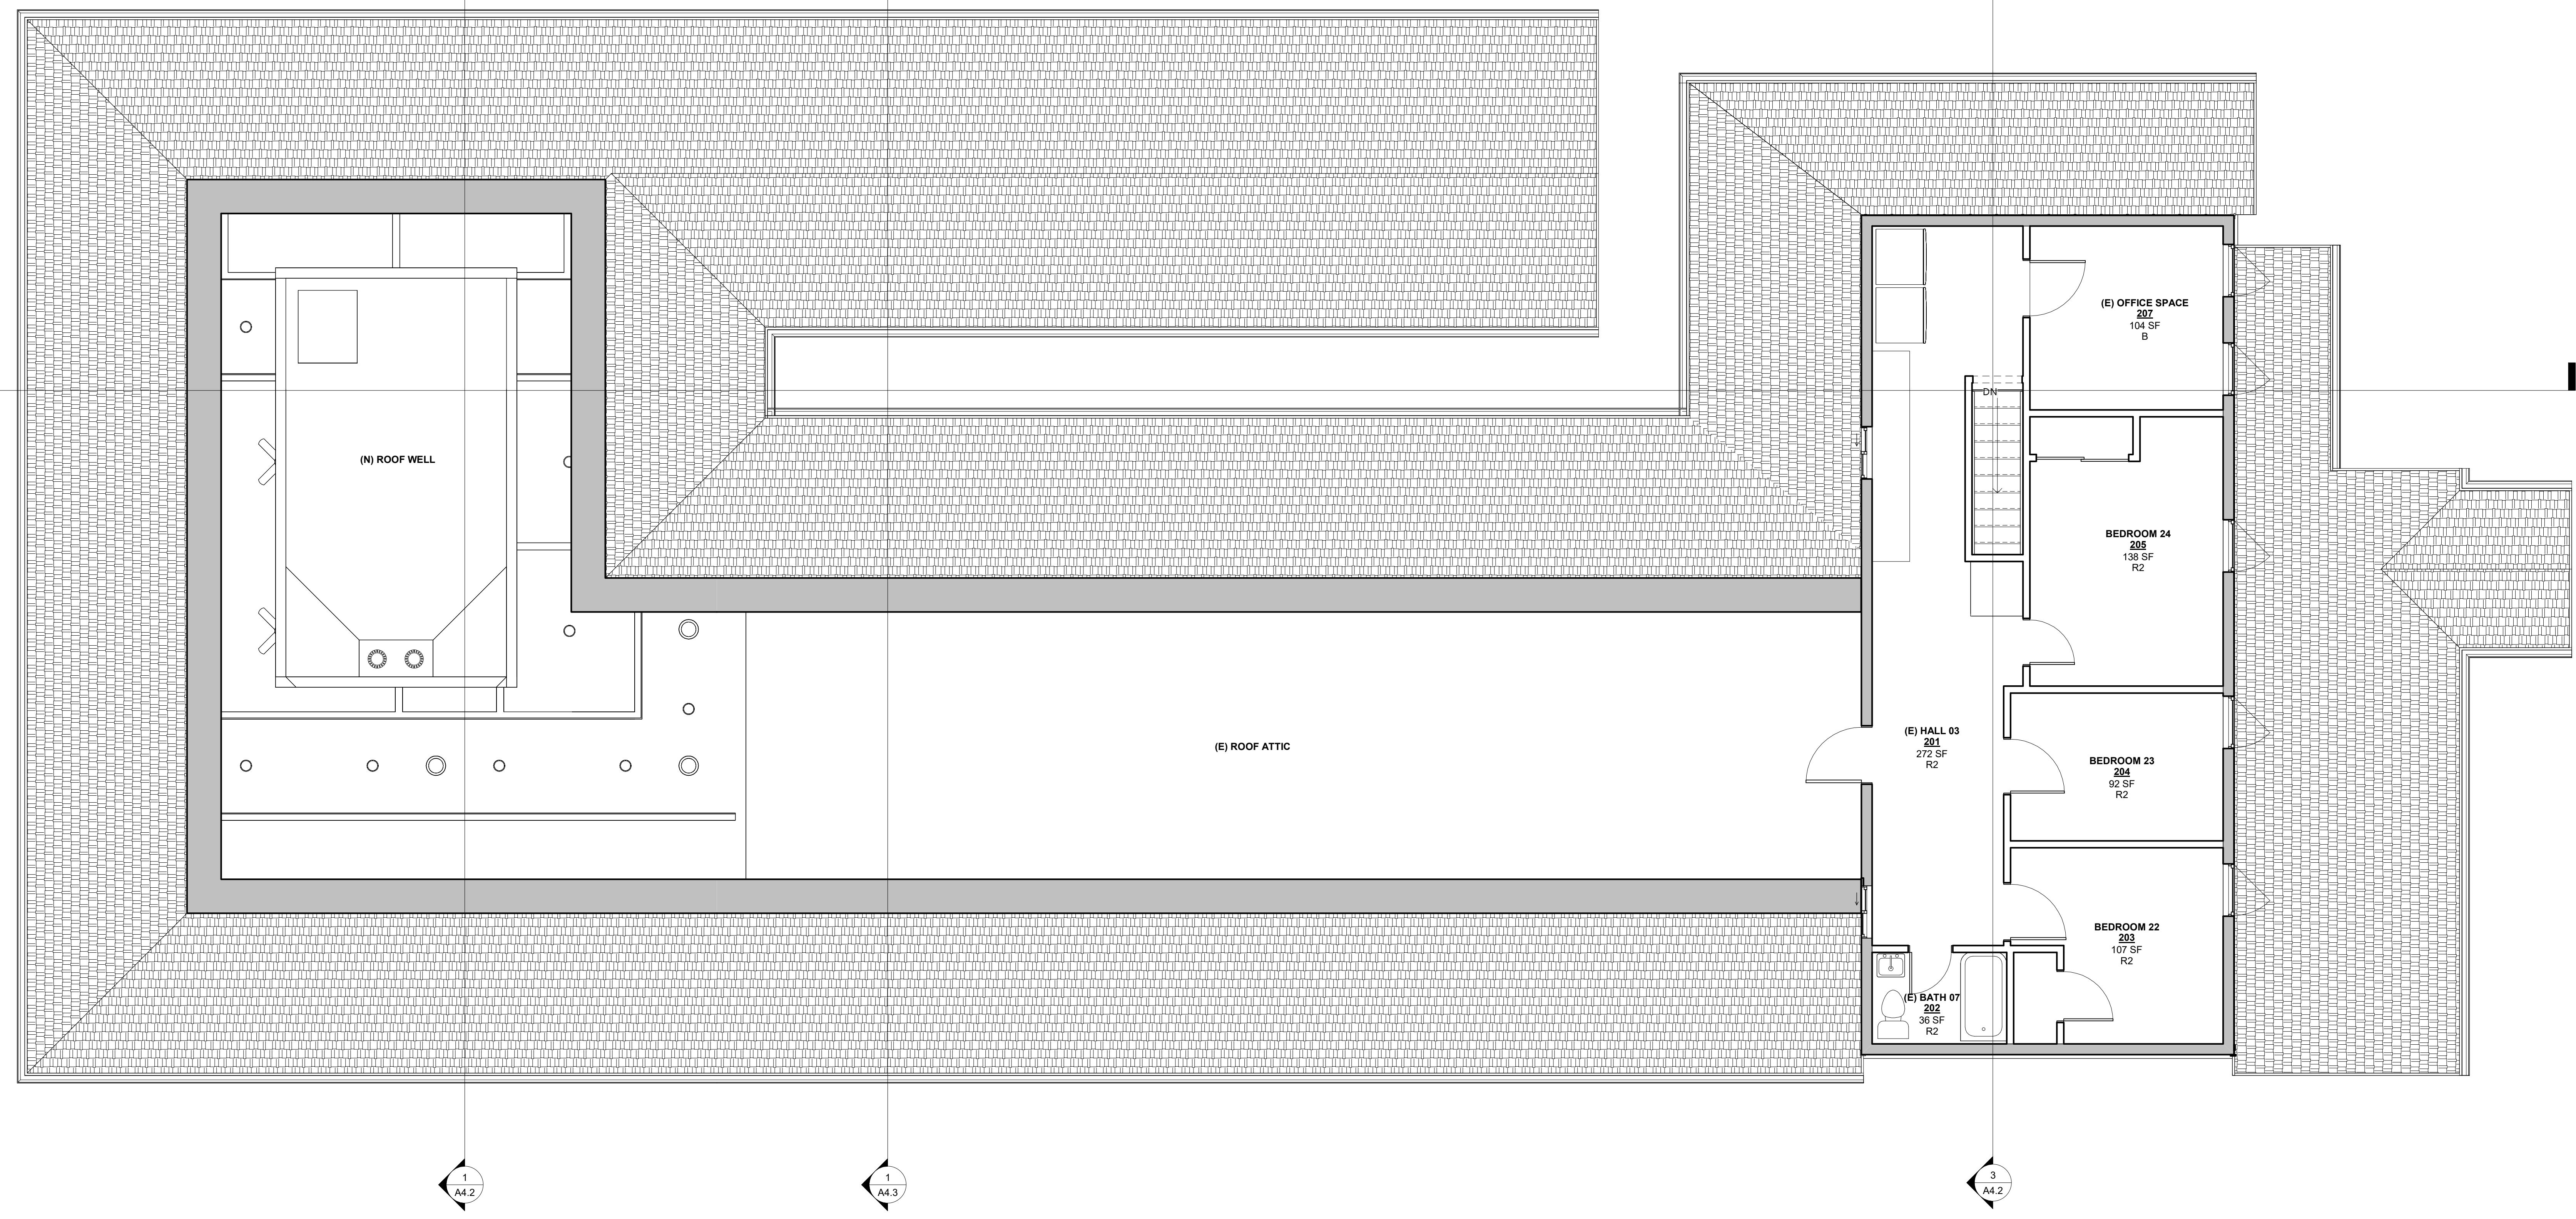 (E) OFFICE SPACE
207
104 SF
B
DN
(N) ROOF WELL
BEDROOM 24
205
138 SF
R2
(E) ROOF ATTIC
(E) HALL 03
201
272 SF
R2
BEDROOM 23
204
92 SF
R2
BEDROOM 22
203
107 SF
R2
(E) BATH 07
202
36 SF
R2
1
A4.2
1
A4.3
3
A4.2